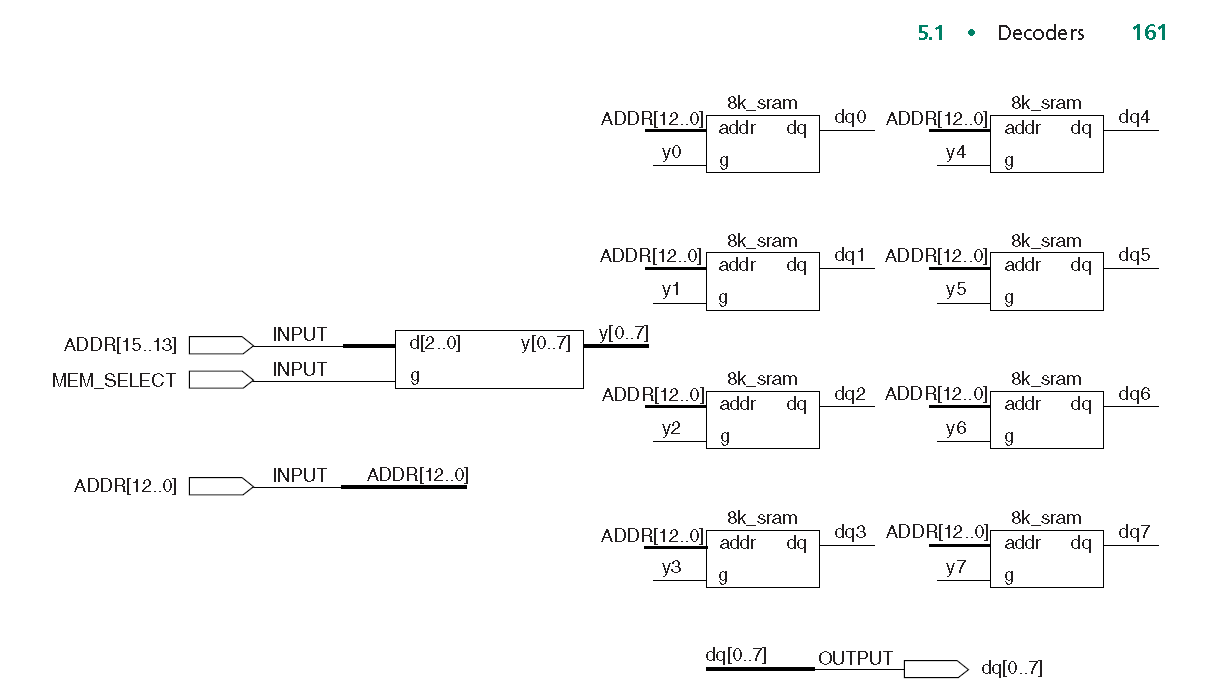 5.1 • Decoders 161
8k_sram 8k_sram
ADDR[12..0] addr dq dq0 ADDR[12..0] addr dq dq4
y0 g y4 g
8k_sram 8k_sram
ADDR[12..0] addr dq dq1 ADDR[12..0] addr dq dq5
y1 g y5 g
ADDR[15..13] INPUT d[2..0] y[0..7] y[0..7]
MEM_SELECT INPUT g
8k_sram 8k_sram
ADDR[12..0] addr dq dq2 ADDR[12..0] addr dq dq6
y2 g y6 g
ADDR[12..0] INPUT ADDR[12..0]
8k_sram 8k_sram
ADDR[12..0] addr dq dq3 ADDR[12..0] addr dq dq7
y3 g y7 g
dq[0..7] OUTPUT dq[0..7]